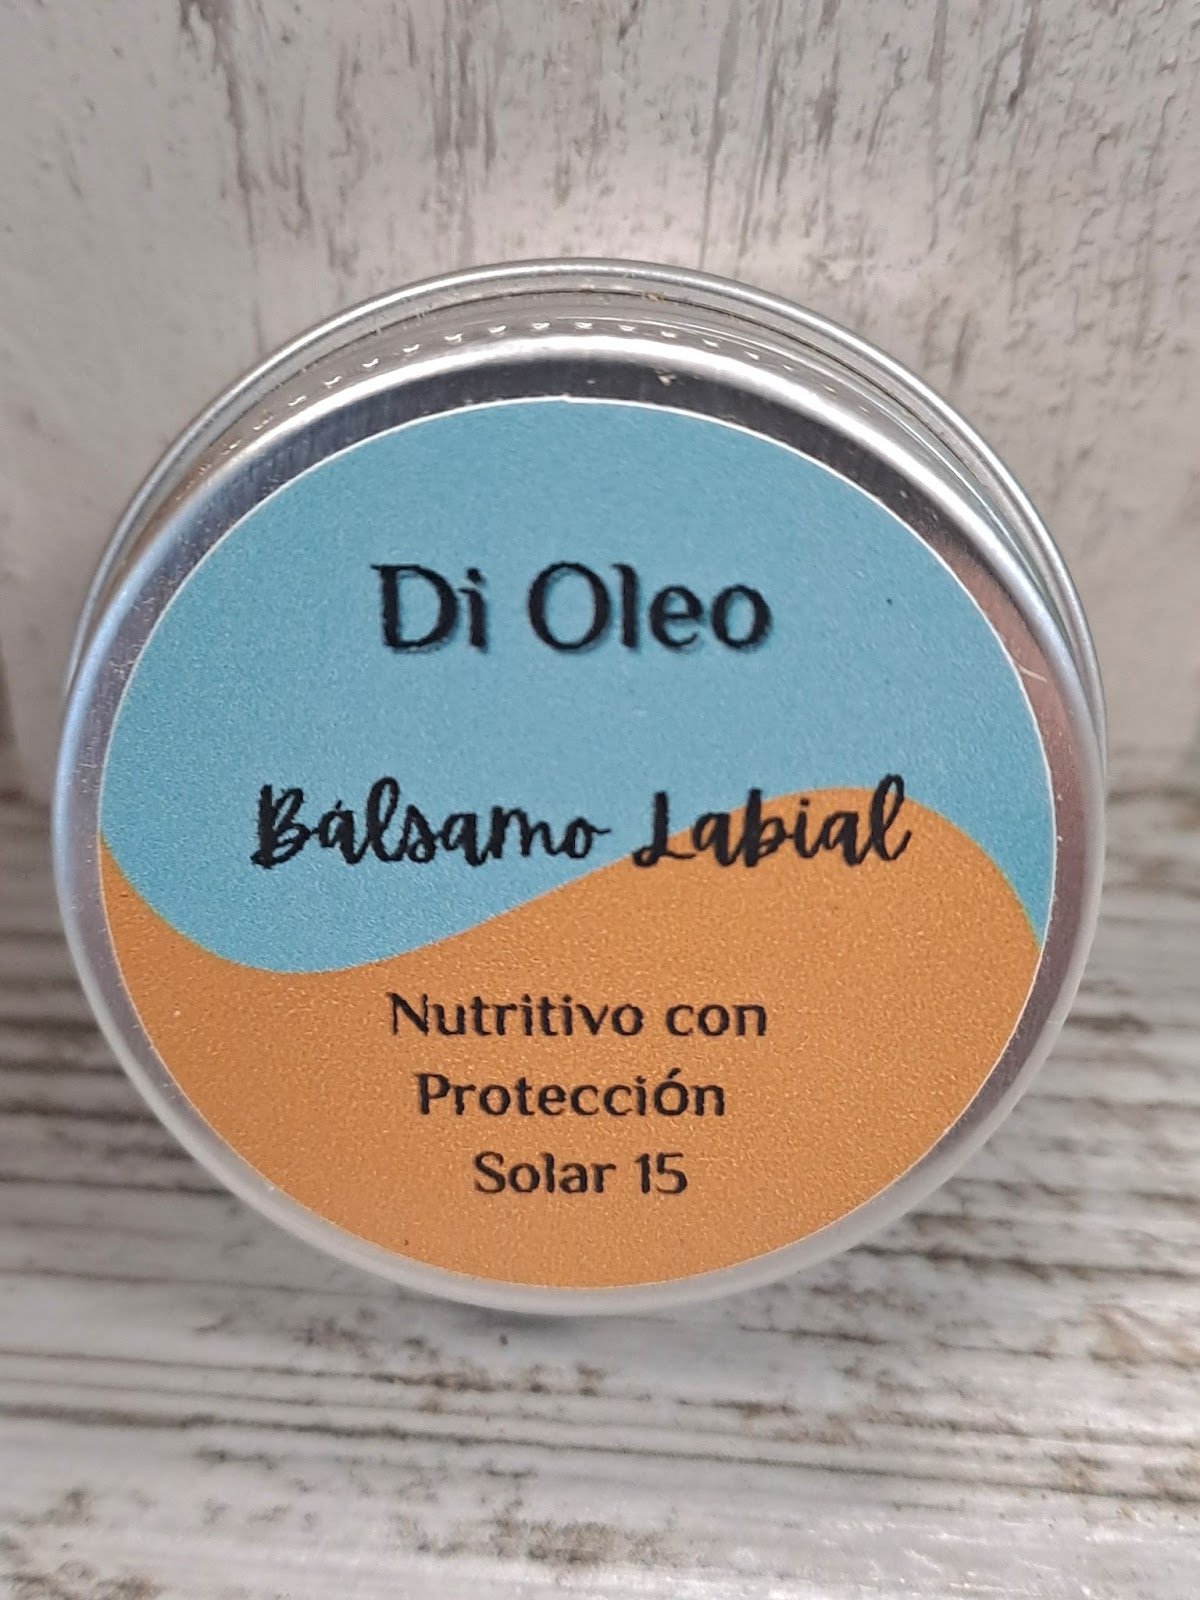 Di Oleo
Bálsamo Labial
Nutritivo con
Protección
Solar 15